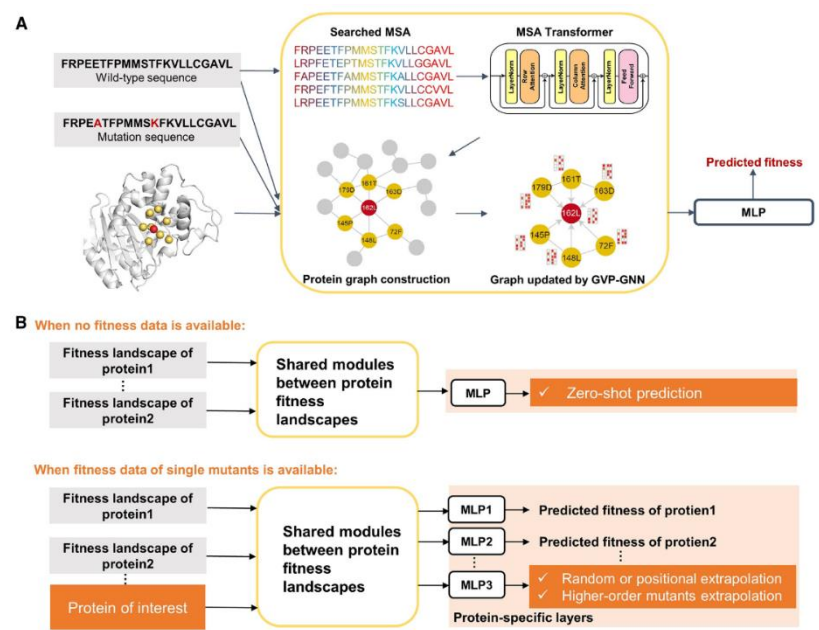 A
FRPEETFPMMSTFKVLLCGAVL
Wild-type sequence
FRPEATFPMMSKFKVLLCGAVL
Mutation sequence
Searched MSA
FRPEETFPMMSTFKVLLCGAVL
LRPFETEPTMSTFKVLLGGAVL
FAPEETFAMMSTFKALLCGAVL
FRPEETFPMMSTFKVLLCCVVL
LRPEETFAMMSTFKSLLCGAVL
MSA Transformer
LayerNorm
Row Attention
LayerNorm
Column Attention
LayerNorm
Feed Forward
179D
161T
163D
162L
145P
148L
72F
Protein graph construction
179D
161T
163D
162L
145P
148L
72F
Graph updated by GVP-GNN
Predicted fitness
MLP
B
When no fitness data is available:
Fitness landscape of
protein1
Fitness landscape of
protein2
Shared modules
between protein
fitness
landscapes
MLP
✓ Zero-shot prediction
When fitness data of single mutants is available:
Fitness landscape of
protein1
Fitness landscape of
protein2
Protein of interest
Shared modules
between protein
fitness
landscapes
MLP1
Predicted fitness of protien1
MLP2
Predicted fitness of protien2
MLP3
✓ Random or positional extrapolation
✓ Higher-order mutants extrapolation
Protein-specific layers